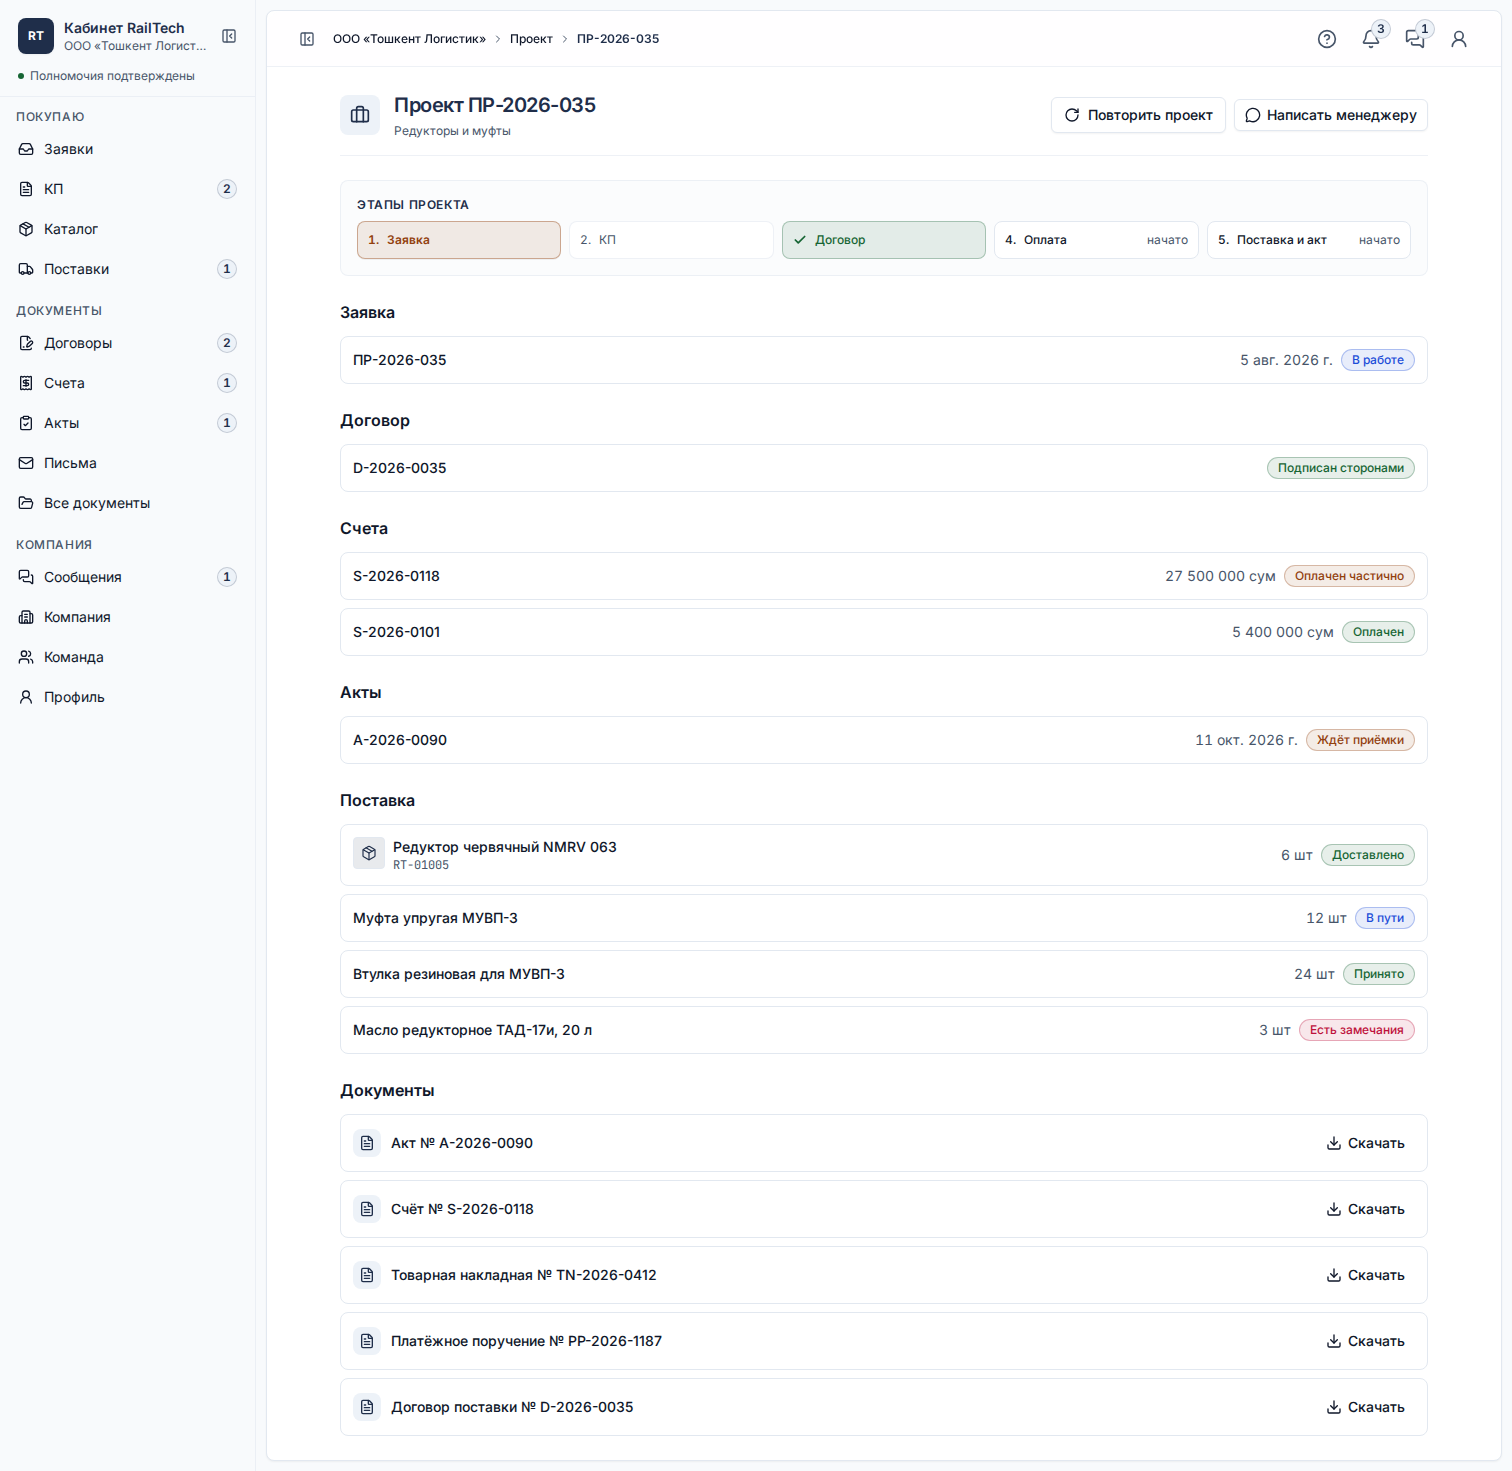 RT
Кабинет RailTech
ООО «Тошкент Логист...
Полномочия подтверждены
ПОКУПАЮ
Заявки
КП 2
Каталог
Поставки 1
ДОКУМЕНТЫ
Договоры 2
Счета 1
Акты 1
Письма
Все документы
КОМПАНИЯ
Сообщения 1
Компания
Команда
Профиль
ООО «Тошкент Логистик» > Проект > ПР-2026-035
3
1
Проект ПР-2026-035
Редукторы и муфты
Повторить проект
Написать менеджеру
ЭТАПЫ ПРОЕКТА
1. Заявка
2. КП
Договор
4. Оплата начато
5. Поставка и акт начато
Заявка
ПР-2026-035 5 авг. 2026 г. В работе
Договор
D-2026-0035 Подписан сторонами
Счета
S-2026-0118 27 500 000 сум Оплачен частично
S-2026-0101 5 400 000 сум Оплачен
Акты
A-2026-0090 11 окт. 2026 г. Ждёт приёмки
Поставка
Редуктор червячный NMRV 063
RT-01005
6 шт Доставлено
Муфта упругая МУВП-3 12 шт В пути
Втулка резиновая для МУВП-3 24 шт Принято
Масло редукторное ТАД-17и, 20 л 3 шт Есть замечания
Документы
Акт № A-2026-0090 Скачать
Счёт № S-2026-0118 Скачать
Товарная накладная № TN-2026-0412 Скачать
Платёжное поручение № PP-2026-1187 Скачать
Договор поставки № D-2026-0035 Скачать